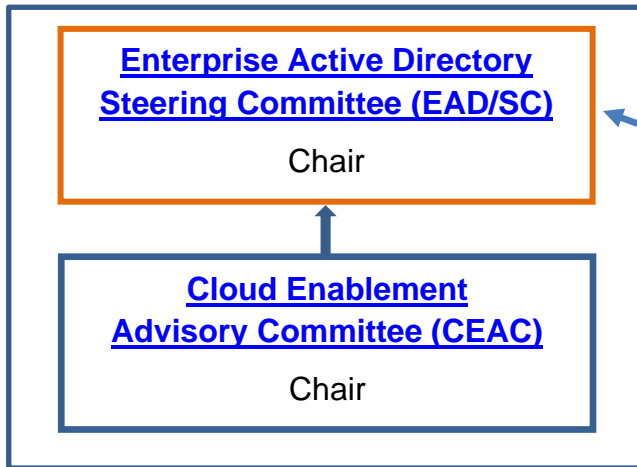 Enterprise Active Directory
Steering Committee (EAD/SC)
Chair
Cloud Enablement
Advisory Committee (CEAC)
Chair